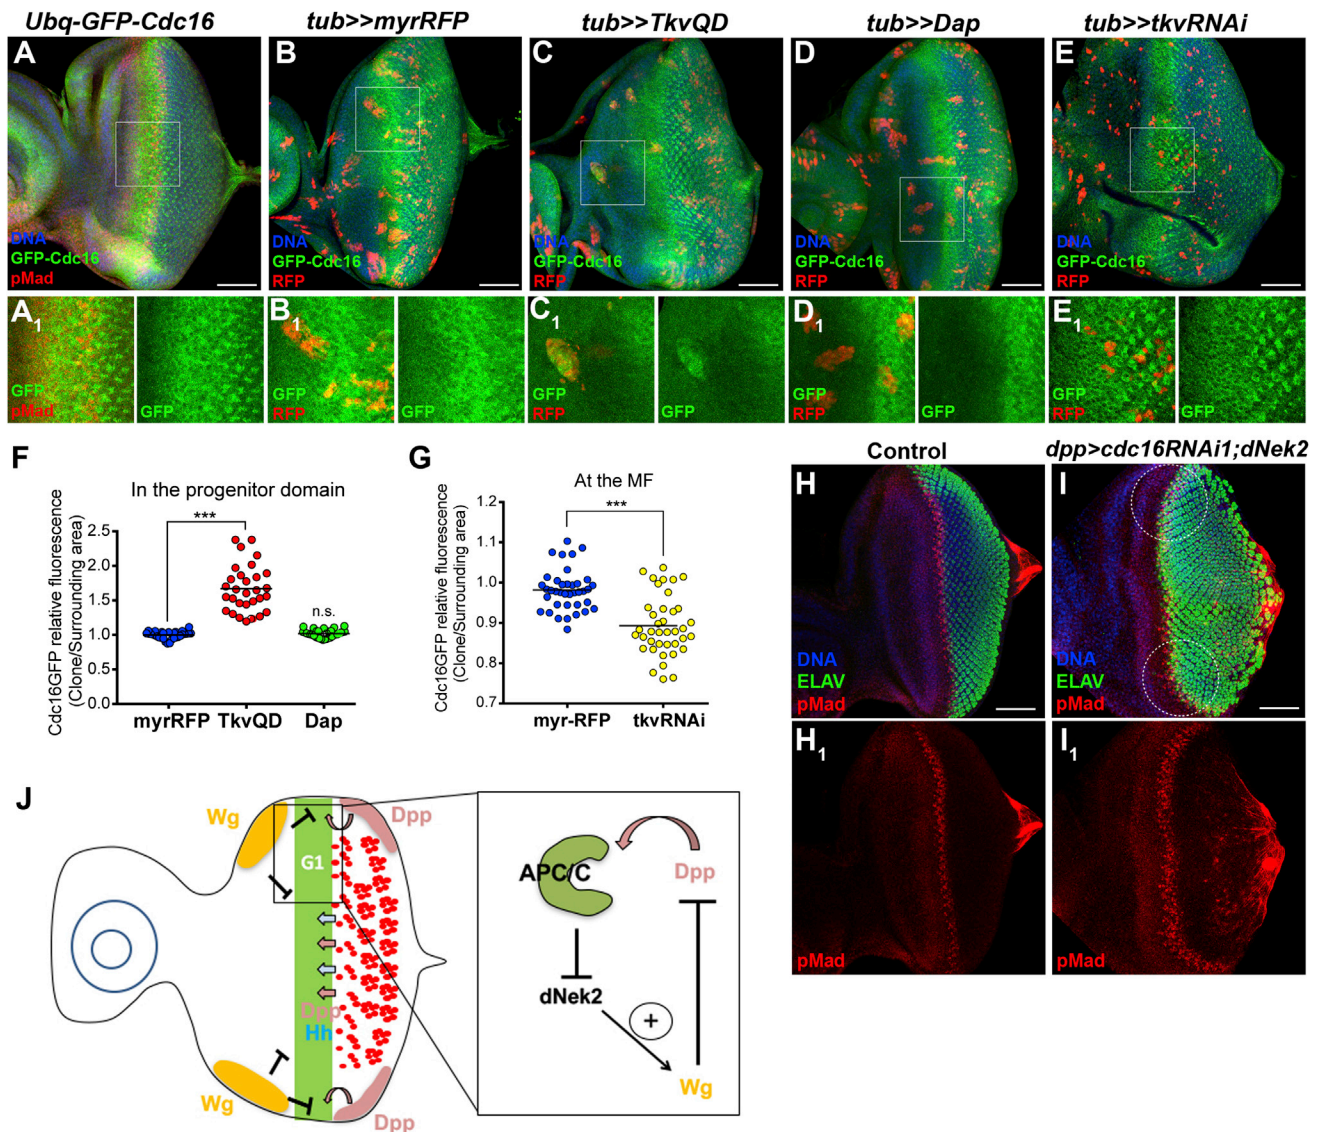 Ubq-GFP-Cdc16
tub>>myrRFP
tub>>TkvQD
tub>>Dap
tub>>tkvRNAi
A
DNA
GFP-Cdc16
pMad
B
DNA
GFP-Cdc16
RFP
C
DNA
GFP-Cdc16
RFP
D
DNA
GFP-Cdc16
RFP
E
DNA
GFP-Cdc16
RFP
A1
GFP
pMad
GFP
B1
GFP
RFP
GFP
C1
GFP
RFP
GFP
D1
GFP
RFP
GFP
E1
GFP
RFP
GFP
F
In the progenitor domain
Cdc16GFP relative fluorescence
(Clone/Surrounding area)
2.5
2.0
1.5
1.0
0.5
0.0
***
n.s.
myrRFP TkvQD Dap
G
At the MF
Cdc16GFP relative fluorescence
(Clone/Surrounding area)
1.2
1.1
1.0
0.9
0.8
0.7
***
myr-RFP tkvRNAi
Control
dpp>cdc16RNAi1;dNek2
H
DNA
ELAV
pMad
I
DNA
ELAV
pMad
H1
pMad
I1
pMad
J
Wg
Dpp
G1
Dpp
Hh
Wg
Dpp
APC/C
Dpp
dNek2
+
Wg